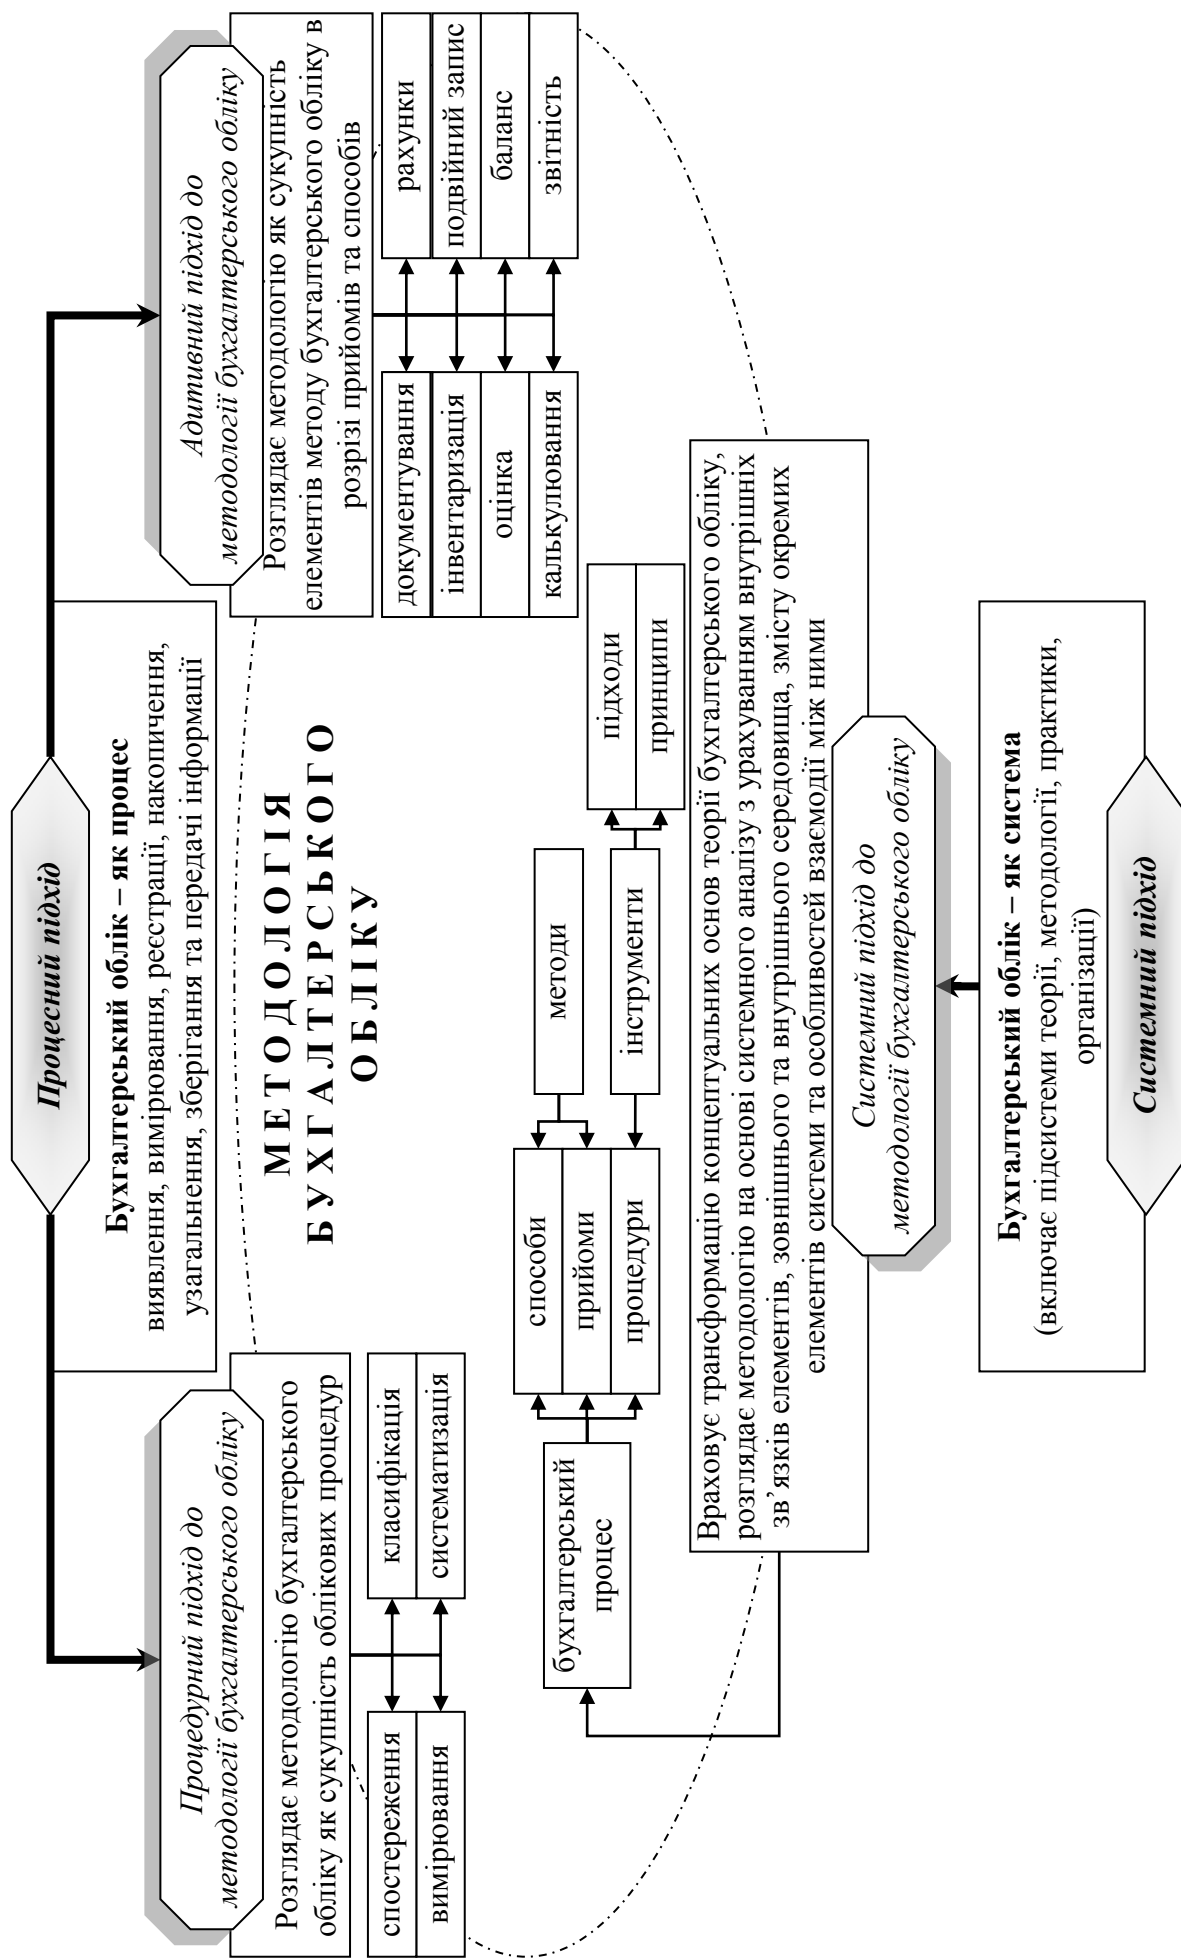 Процесний підхід
Бухгалтерський облік – як процес
виявлення, вимірювання, реєстрації, накопичення,
узагальнення, зберігання та передачі інформації
Процедурний підхід до
методології бухгалтерського обліку
Розглядає методологію бухгалтерського
обліку як сукупність облікових процедур
спостереження
класифікація
вимірювання
систематизація
Адитивний підхід до
методології бухгалтерського обліку
Розглядає методологію як сукупність
елементів методу бухгалтерського обліку в
розрізі прийомів та способів
документування
рахунки
інвентаризація
подвійний запис
оцінка
баланс
калькулювання
звітність
МЕТОДОЛОГІЯ
БУХГАЛТЕРСЬКОГО
ОБЛІКУ
бухгалтерський
процес
способи
прийоми
процедури
методи
інструменти
підходи
принципи
Враховує трансформацію концептуальних основ теорії бухгалтерського обліку,
розглядає методологію на основі системного аналізу з урахуванням внутрішніх
зв’язків елементів, зовнішнього та внутрішнього середовища, змісту окремих
елементів системи та особливостей взаємодії між ними
Системний підхід до
методології бухгалтерського обліку
Бухгалтерський облік – як система
(включає підсистеми теорії, методології, практики,
організації)
Системний підхід